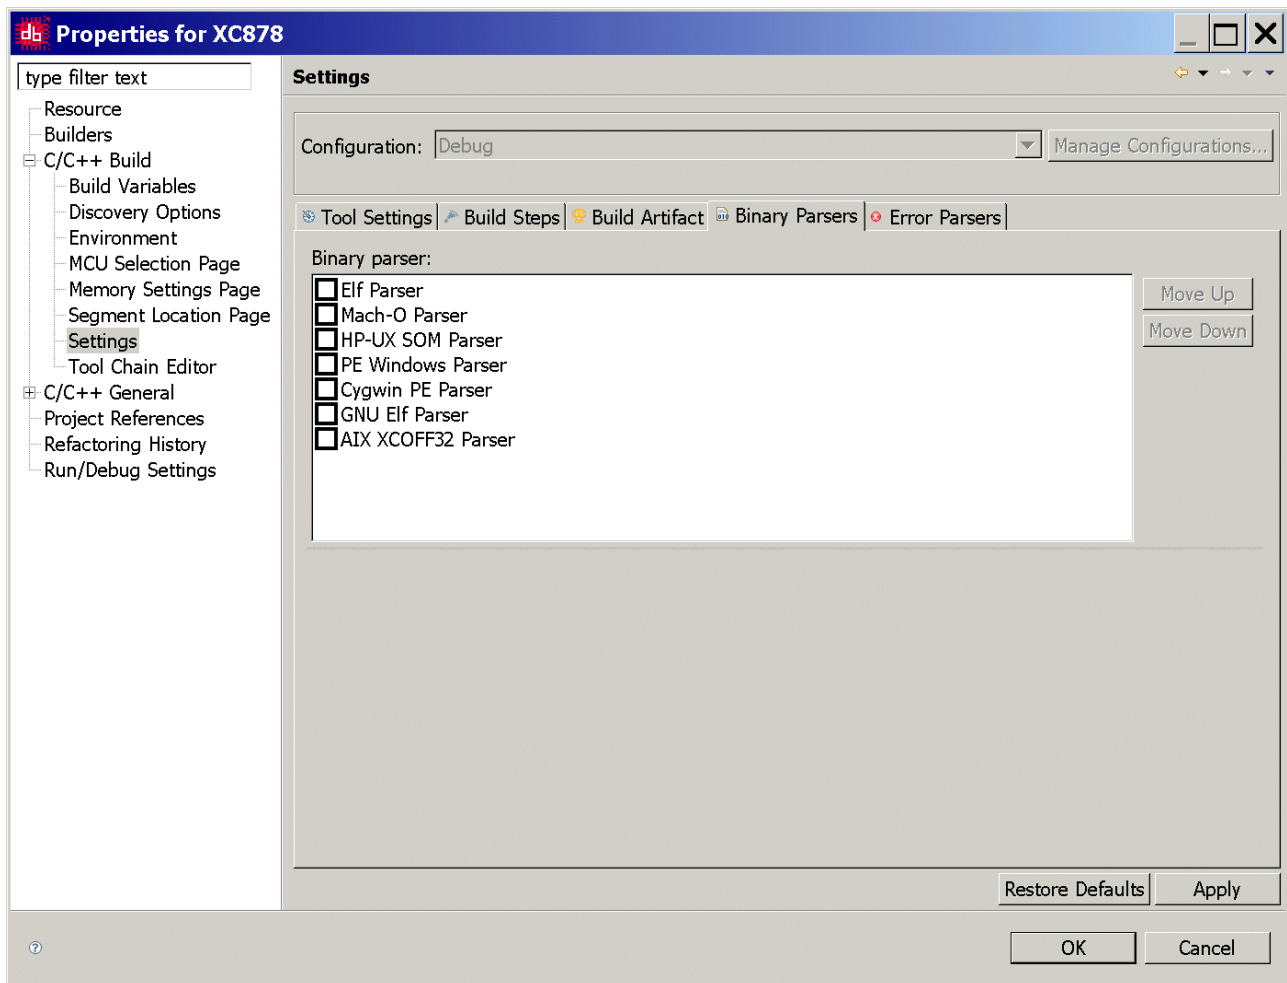 db Properties for XC878
type filter text
Resource
Builders
C/C++ Build
Build Variables
Discovery Options
Environment
MCU Selection Page
Memory Settings Page
Segment Location Page
Settings
Tool Chain Editor
C/C++ General
Project References
Refactoring History
Run/Debug Settings
Settings
Configuration: Debug Manage Configurations...
Tool Settings Build Steps Build Artifact Binary Parsers Error Parsers
Binary parser:
Elf Parser
Mach-O Parser
HP-UX SOM Parser
PE Windows Parser
Cygwin PE Parser
GNU Elf Parser
AIX XCOFF32 Parser
Move Up
Move Down
Restore Defaults Apply
? OK Cancel